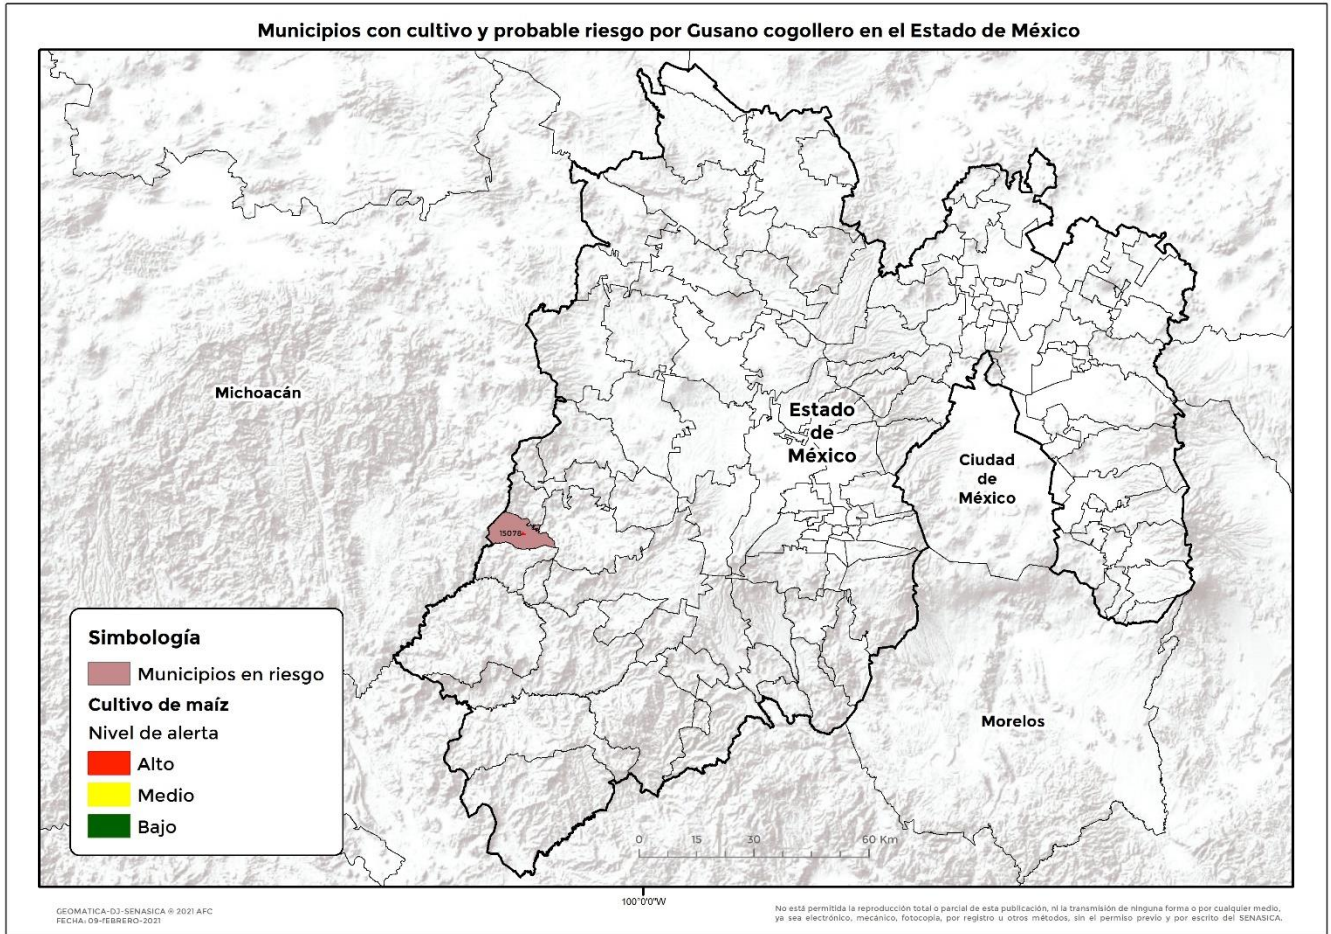 Municipios con cultivo y probable riesgo por Gusano cogollero en el Estado de México
Michoacán
Estado
de
México
Ciudad
de
México
15078
Morelos
Simbología
Municipios en riesgo
Cultivo de maíz
Nivel de alerta
Alto
Medio
Bajo
0 15 30 60 Km
100°0'0"W
GEOMATICA-DJ-SENASICA © 2021 AFC
FECHA: 09-fEBRERO-2021
No está permitida la reproducción total o parcial de esta publicación, ni la transmisión de ninguna forma o por cualquier medio,
ya sea electrónico, mecánico, fotocopia, por registro u otros métodos, sin el permiso previo y por escrito del SENASICA.